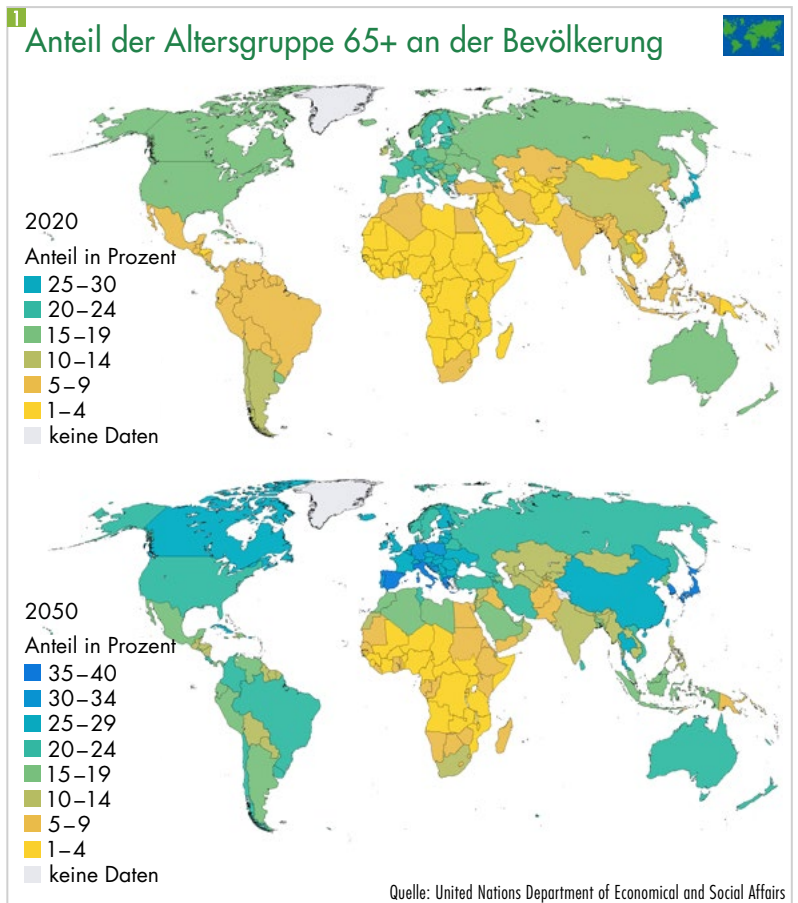 1
Anteil der Altersgruppe 65+ an der Bevölkerung
2020
Anteil in Prozent
25–30
20–24
15–19
10–14
5–9
1–4
keine Daten
2050
Anteil in Prozent
35–40
30–34
25–29
20–24
15–19
10–14
5–9
1–4
keine Daten
Quelle: United Nations Department of Economical and Social Affairs